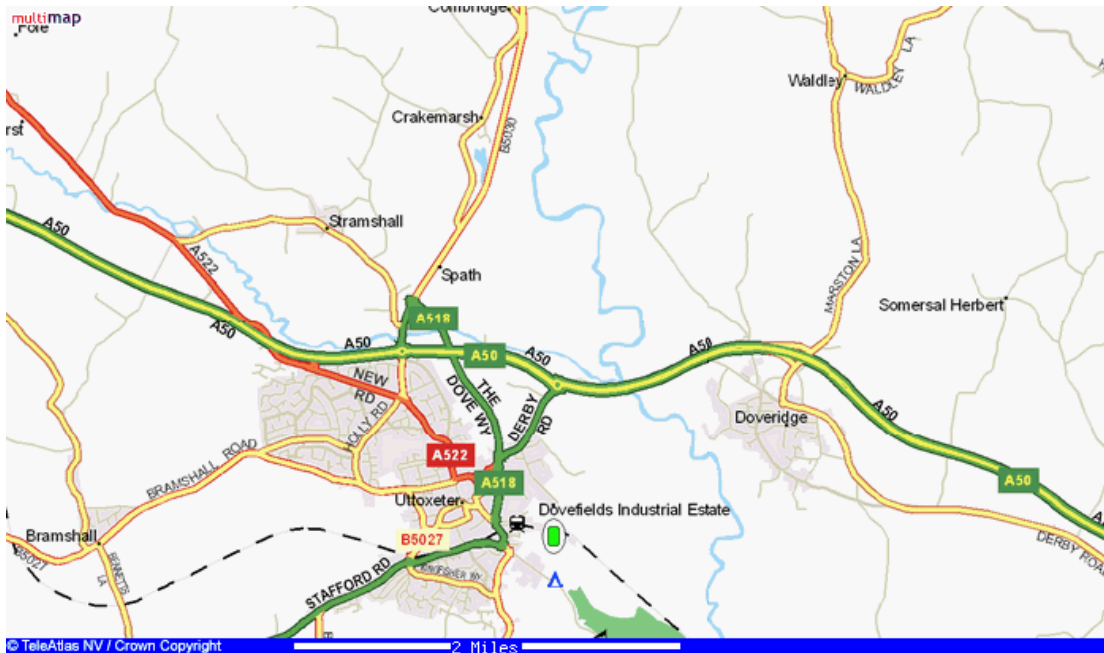 multimap
Combridge
Waldley
WALDLEY LA
Crakemarsh
B5030
Stramshall
A50
A522
Spath
MARSTON LA
Somersal Herbert
A518
A50
A50
A50
A50
A50
NEW RD
THE DOVE WY
DERBY RD
A50
Doveridge
HOLLY RD
BRAMSHALL ROAD
A522
A518
A50
Uttoxeter
Dovefields Industrial Estate
Bramshall
B5027
B5027
DERBY ROAD
BENNETTS LA
STAFFORD RD
© TeleAtlas NV / Crown Copyright
2 Miles